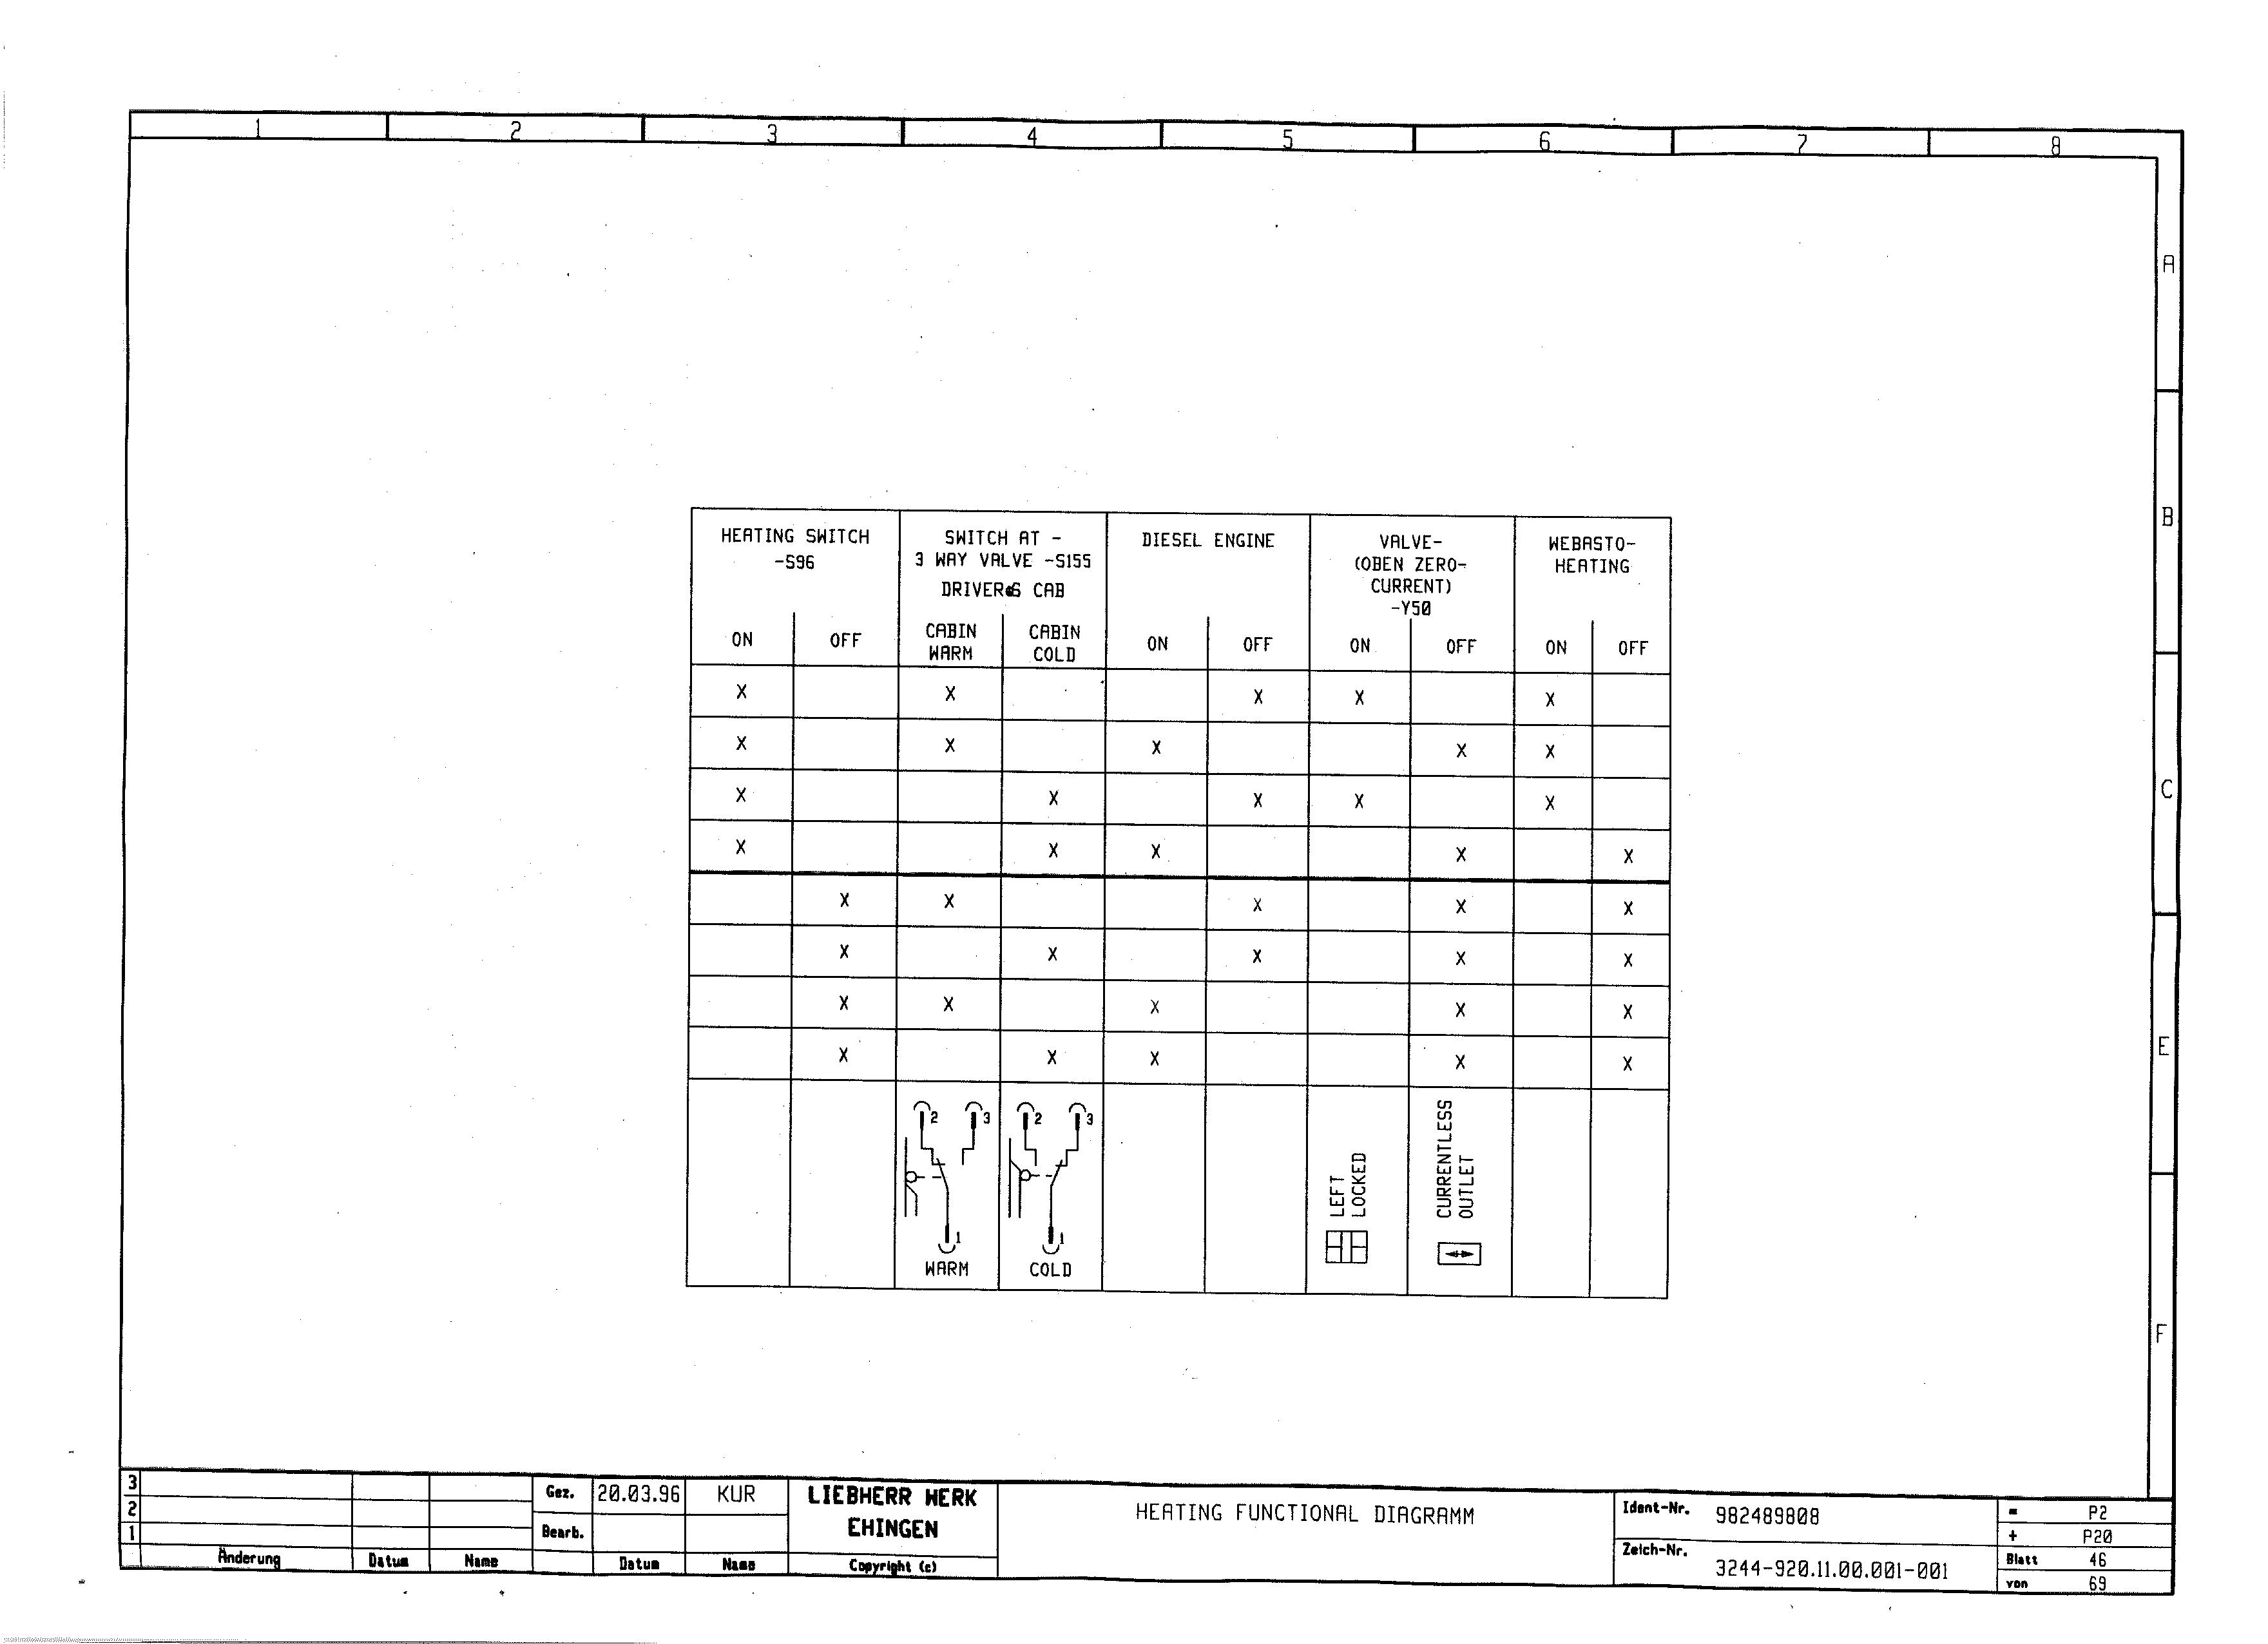 1 2 3 4 5 6 7 8
A
B
C
E
F
HEATING SWITCH
-S96
ON OFF
SWITCH AT -
3 WAY VALVE -S155
DRIVER S CAB
CABIN WARM
CABIN COLD
DIESEL ENGINE
ON OFF
VALVE-
(OBEN ZERO-
CURRENT)
-Y50
ON OFF
WEBASTO-
HEATING
ON OFF
X X X X X
X X X X X
X X X X X
X X X X X
X X X X X
X X X X X
X X X X X
X X X X X
2 3
1
WARM
2 3
1
COLD
LEFT
LOCKED
CURRENTLESS
OUTLET
3
2
1
Änderung Datum Name
Gez. 20.03.96 KUR
Bearb.
Datum Name
LIEBHERR WERK
EHINGEN
Copyright (c)
HEATING FUNCTIONAL DIAGRAMM
Ident-Nr. 982489808
Zeich-Nr. 3244-920.11.00.001-001
= P2
+ P20
Blatt 46
von 69